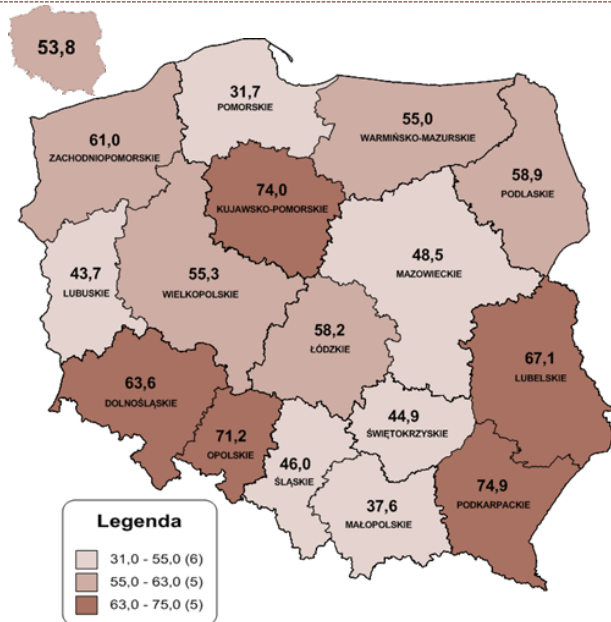 53,8
31,7
POMORSKIE
55,0
WARMIŃSKO-MAZURSKIE
61,0
ZACHODNIOPOMORSKIE
58,9
PODLASKIE
74,0
KUJAWSKO-POMORSKIE
48,5
MAZOWIECKIE
43,7
LUBUSKIE
55,3
WIELKOPOLSKIE
58,2
ŁÓDZKIE
67,1
LUBELSKIE
63,6
DOLNOŚLĄSKIE
44,9
ŚWIĘTOKRZYSKIE
71,2
OPOLSKIE
46,0
ŚLĄSKIE
37,6
MAŁOPOLSKIE
74,9
PODKARPACKIE
Legenda
31,0 - 55,0 (6)
55,0 - 63,0 (5)
63,0 - 75,0 (5)